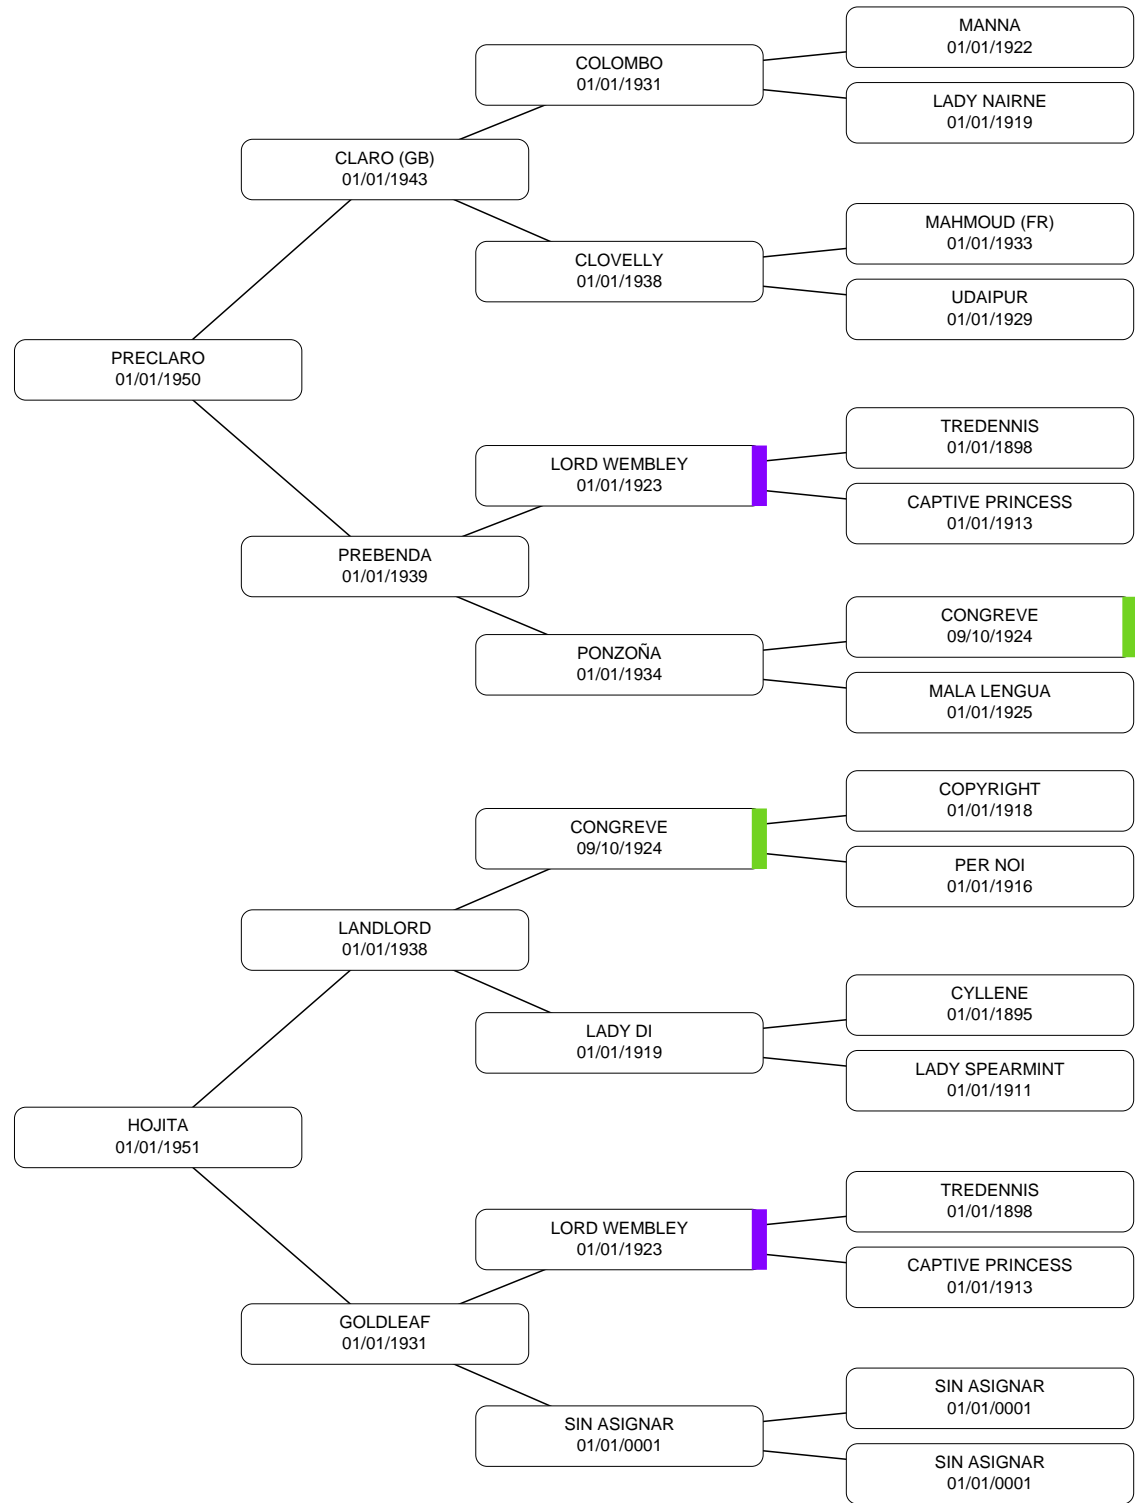 MANNA
01/01/1922
COLOMBO
01/01/1931
LADY NAIRNE
01/01/1919
CLARO (GB)
01/01/1943
MAHMOUD (FR)
01/01/1933
CLOVELLY
01/01/1938
UDAIPUR
01/01/1929
PRECLARO
01/01/1950
TREDENNIS
01/01/1898
LORD WEMBLEY
01/01/1923
CAPTIVE PRINCESS
01/01/1913
PREBENDA
01/01/1939
CONGREVE
09/10/1924
PONZOÑA
01/01/1934
MALA LENGUA
01/01/1925
COPYRIGHT
01/01/1918
CONGREVE
09/10/1924
PER NOI
01/01/1916
LANDLORD
01/01/1938
CYLLENE
01/01/1895
LADY DI
01/01/1919
LADY SPEARMINT
01/01/1911
HOJITA
01/01/1951
TREDENNIS
01/01/1898
LORD WEMBLEY
01/01/1923
CAPTIVE PRINCESS
01/01/1913
GOLDLEAF
01/01/1931
SIN ASIGNAR
01/01/0001
SIN ASIGNAR
01/01/0001
SIN ASIGNAR
01/01/0001